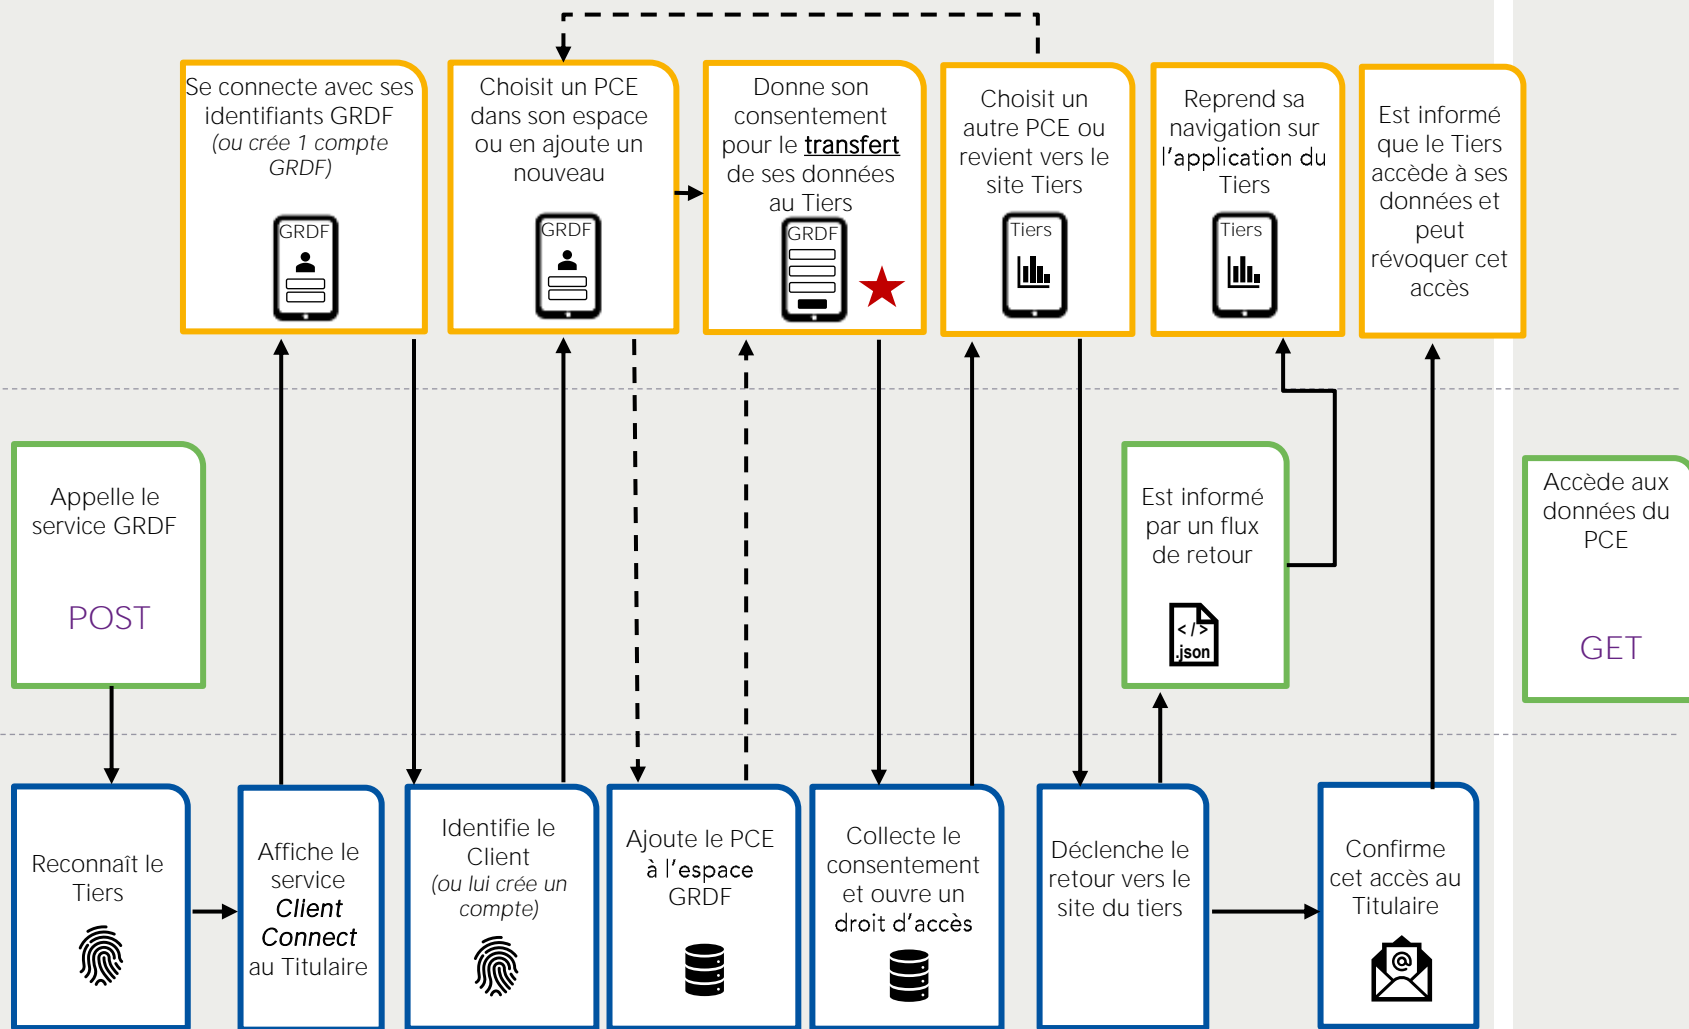 Se connecte avec ses
identifiants GRDF
(ou crée 1 compte
GRDF)
GRDF
Choisit un PCE
dans son espace
ou en ajoute un
nouveau
GRDF
Donne son
consentement
pour le transfert
de ses données
au Tiers
GRDF
Choisit un
autre PCE ou
revient vers le
site Tiers
Tiers
Reprend sa
navigation sur
l'application du
Tiers
Tiers
Est informé
que le Tiers
accède à ses
données et
peut
révoquer cet
accès
Appelle le
service GRDF
POST
Est informé
par un flux
de retour
</>
.json
Accède aux
données du
PCE
GET
Reconnaît le
Tiers
Affiche le
service
Client
Connect
au Titulaire
Identifie le
Client
(ou lui crée un
compte)
Ajoute le PCE
à l'espace
GRDF
Collecte le
consentement
et ouvre un
droit d'accès
Déclenche le
retour vers le
site du tiers
Confirme
cet accès au
Titulaire
@